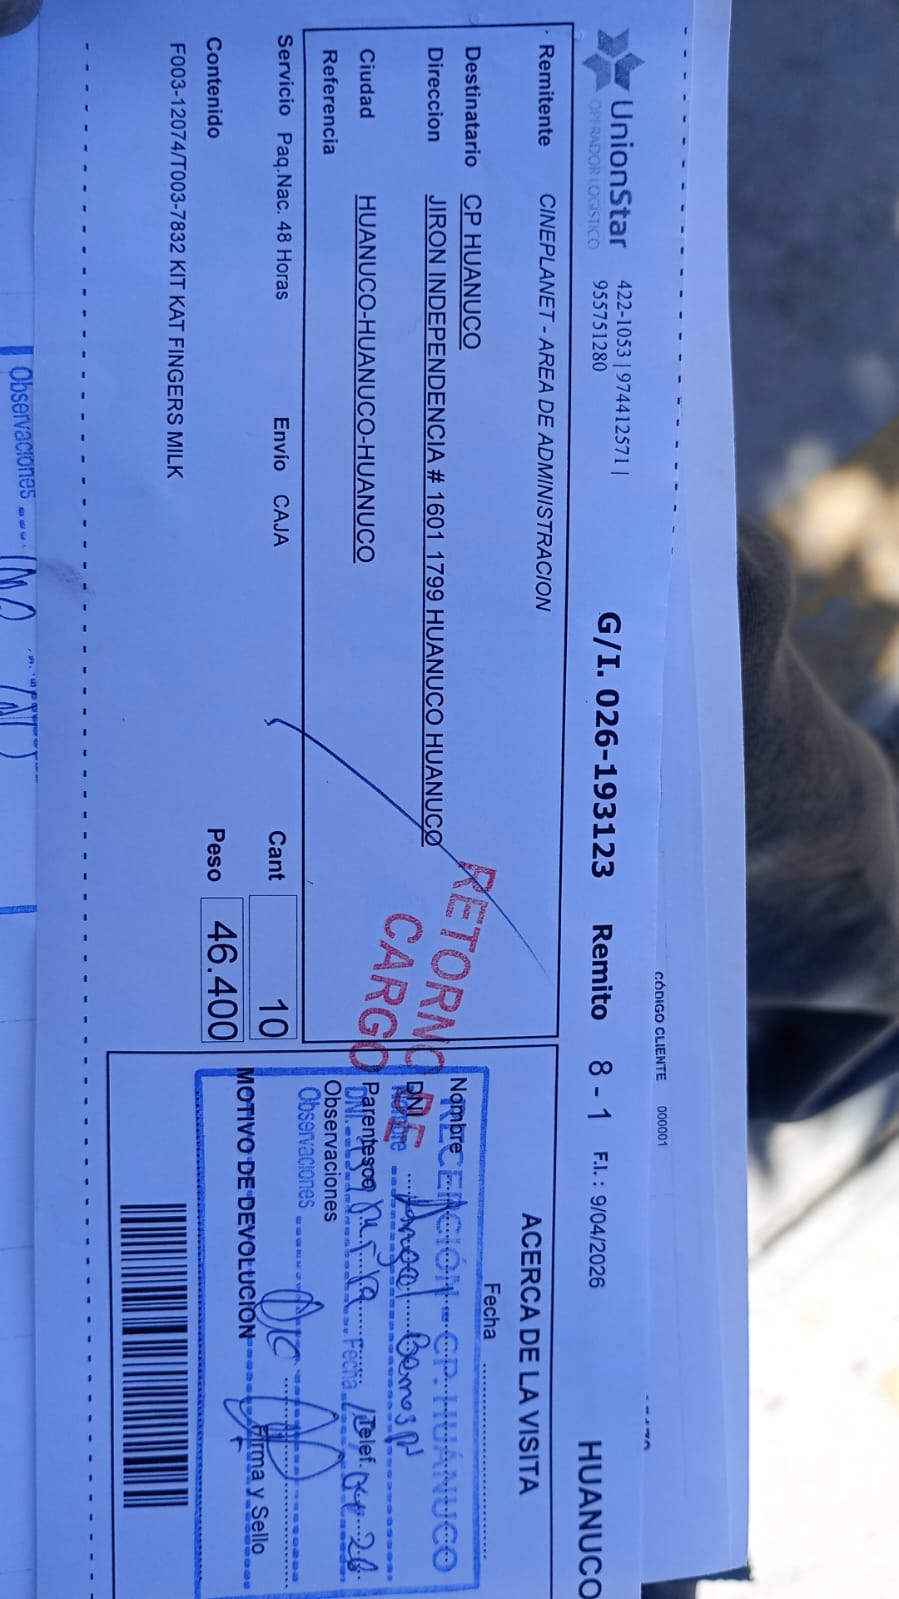 CÓDIGO CLIENTE 000001
UnionStar
OPERADOR LOGISTICO
422-1053 | 974412571 |
955751280
G/I. 026-193123 Remito 8 - 1 F.I. : 9/04/2026 HUANUCO
Remitente CINEPLANET - AREA DE ADMINISTRACION
Destinatario CP HUANUCO
Direccion JIRON INDEPENDENCIA # 1601 1799 HUANUCO HUANUCO
Ciudad HUANUCO-HUANUCO-HUANUCO
Referencia
RETORNO DE
CARGO
Servicio Paq.Nac. 48 Horas Envío CAJA Cant 10
Contenido Peso 46.400
F003-12074/T003-7832 KIT KAT FINGERS MILK
ACERCA DE LA VISITA
Fecha
Nombre
DNI
Parentesco Telef.
Observaciones
MOTIVO DE DEVOLUCION Firma y Sello
RECEPCIÓN - CP. HUÁNUCO
Nombre
DNI. Fecha
Observaciones
Observaciones